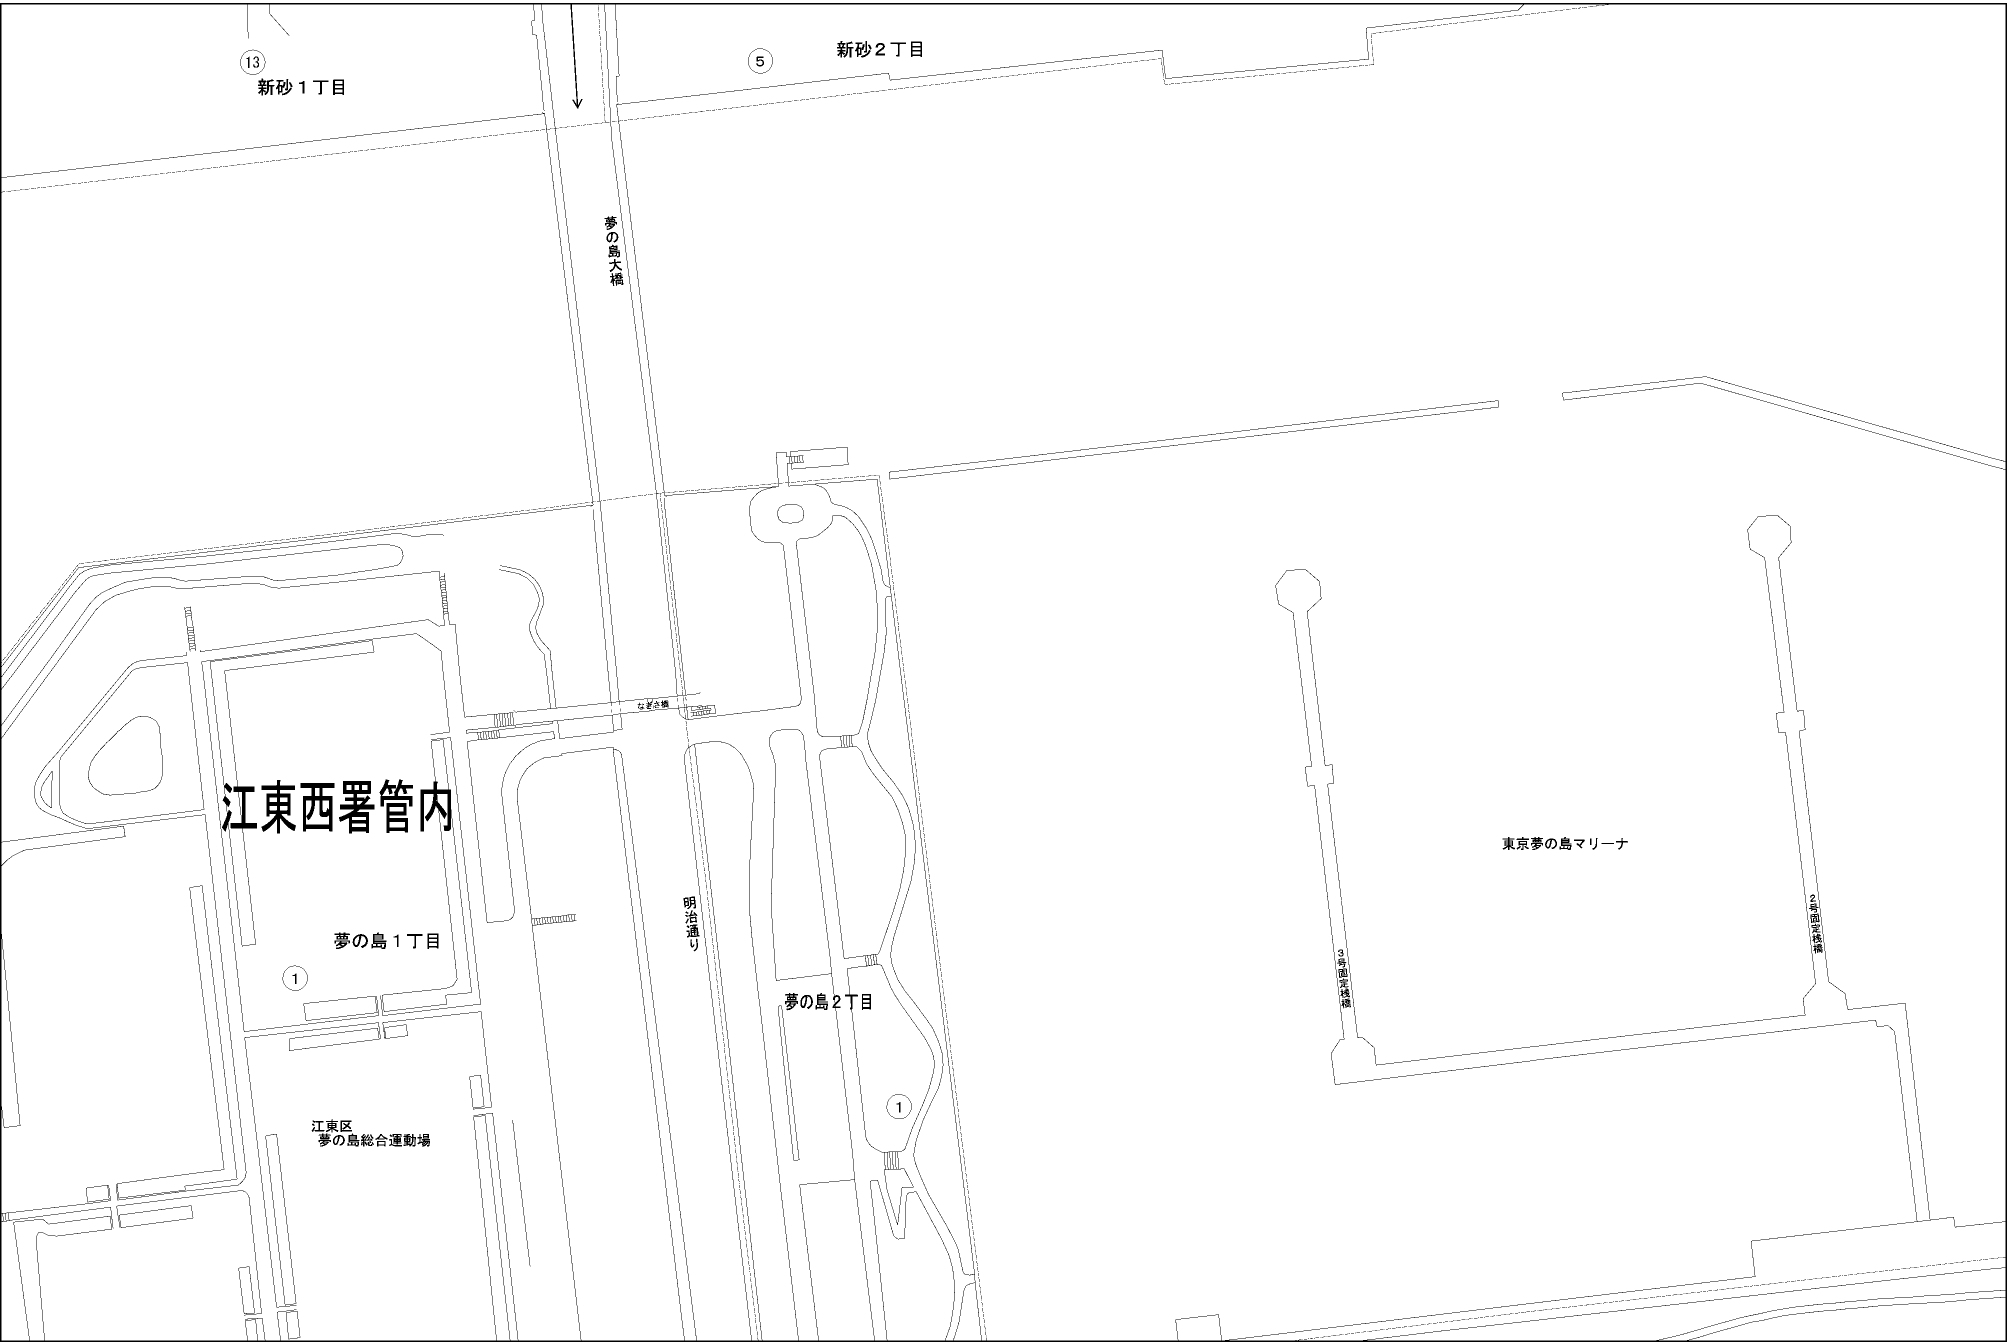 新砂２丁目
5
13
新砂１丁目
夢の島大橋
なぎさ橋
江東西署管内
東京夢の島マリーナ
明治通り
2号固定桟橋
夢の島１丁目
1
3号固定桟橋
夢の島２丁目
1
江東区
夢の島総合運動場